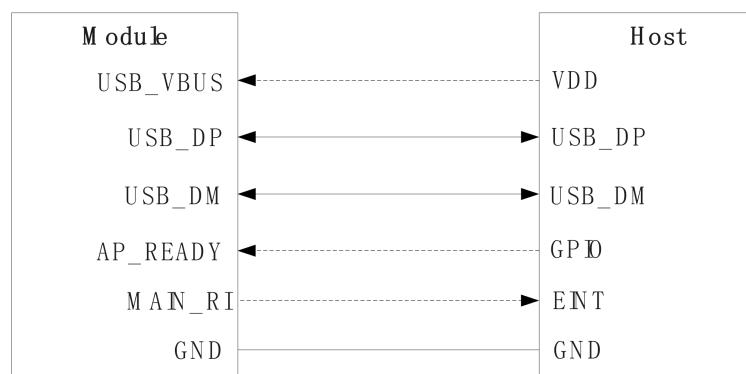 Module Host
USB_VBUS VDD
USB_DP USB_DP
USB_DM USB_DM
AP_READY GPIO
MAIN_RI EINT
GND GND